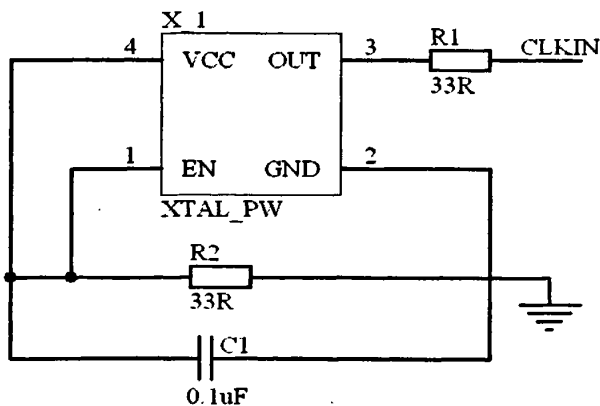 X_1
4
VCC
OUT
3
R1
CLKIN
33R
1
EN
GND
2
XTAL_PW
R2
33R
C1
0.1uF